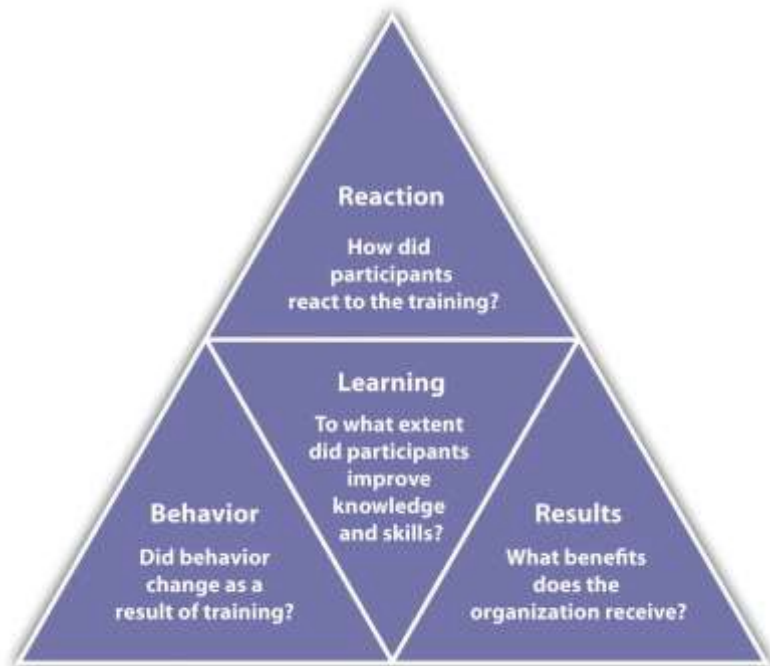 Reaction
How did
participants
react to the training?
Learning
To what extent
did participants
improve
knowledge
and skills?
Behavior
Did behavior
change as a
result of training?
Results
What benefits
does the
organization receive?